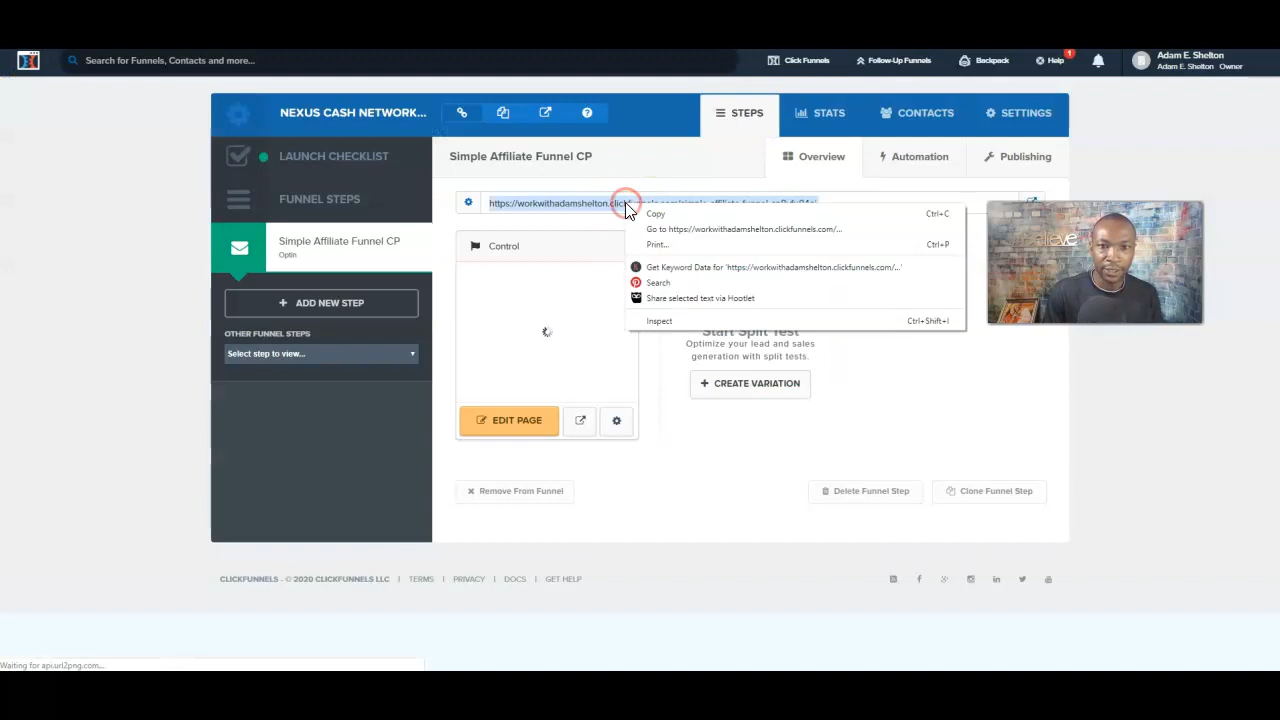 Search for Funnels, Contacts and more...
Click Funnels
Follow-Up Funnels
Backpack
Help
1
Adam E. Shelton
Adam E. Shelton Owner
NEXUS CASH NETWORK...
STEPS
STATS
CONTACTS
SETTINGS
LAUNCH CHECKLIST
Simple Affiliate Funnel CP
Overview
Automation
Publishing
FUNNEL STEPS
https://workwithadamshelton.click
Simple Affiliate Funnel CP
Optin
Control
Copy Ctrl+C
Go to https://workwithadamshelton.clickfunnels.com/...
Print... Ctrl+P
Get Keyword Data for 'https://workwithadamshelton.clickfunnels.com/...'
Search
Share selected text via Hootlet
Inspect Ctrl+Shift+I
believe
ADD NEW STEP
OTHER FUNNEL STEPS
Select step to view...
Start Split Test
Optimize your lead and sales
generation with split tests.
CREATE VARIATION
EDIT PAGE
Remove From Funnel
Delete Funnel Step
Clone Funnel Step
CLICKFUNNELS - © 2020 CLICKFUNNELS LLC | TERMS | PRIVACY | DOCS | GET HELP
Waiting for api.url2png.com...